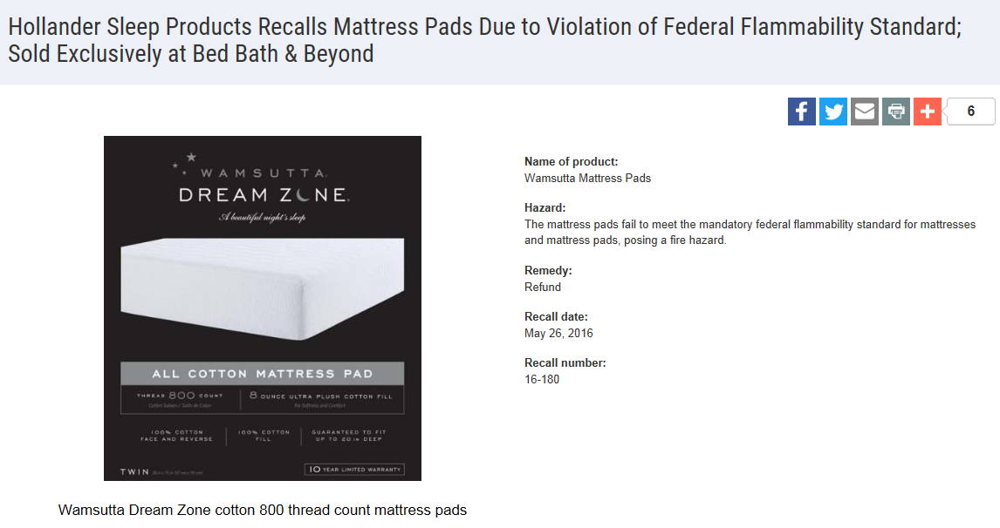 Hollander Sleep Products Recalls Mattress Pads Due to Violation of Federal Flammability Standard;
Sold Exclusively at Bed Bath & Beyond
6
WAMSUTTA
DREAM ZONE
A beautiful night's sleep
ALL COTTON MATTRESS PAD
THREAD 800 COUNT
Cotton Sateen / Satin de Coton
8 OUNCE ULTRA PLUSH COTTON FILL
For Softness and Comfort
100% COTTON
FACE AND REVERSE
100% COTTON
FILL
GUARANTEED TO FIT
UP TO 20 IN DEEP
TWIN
10 YEAR LIMITED WARRANTY
Wamsutta Dream Zone cotton 800 thread count mattress pads
Name of product:
Wamsutta Mattress Pads
Hazard:
The mattress pads fail to meet the mandatory federal flammability standard for mattresses
and mattress pads, posing a fire hazard.
Remedy:
Refund
Recall date:
May 26, 2016
Recall number:
16-180